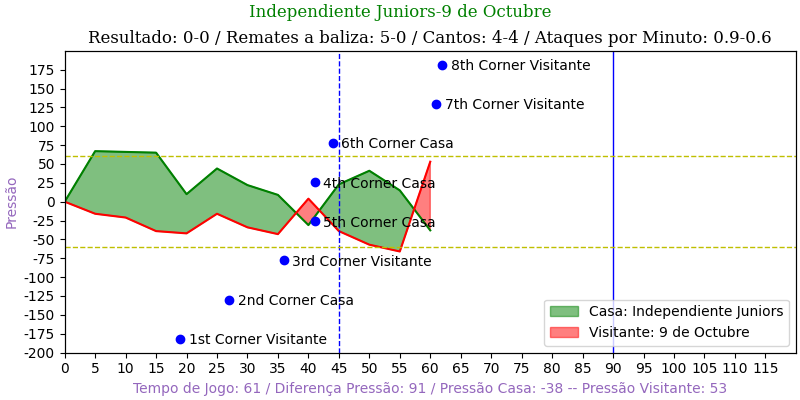 Independiente Juniors-9 de Octubre
Resultado: 0-0 / Remates a baliza: 5-0 / Cantos: 4-4 / Ataques por Minuto: 0.9-0.6
175
150
125
100
75
50
25
0
-25
-50
-75
-100
-125
-150
-175
-200
Pressão
8th Corner Visitante
7th Corner Visitante
6th Corner Casa
4th Corner Casa
5th Corner Casa
3rd Corner Visitante
2nd Corner Casa
1st Corner Visitante
Casa: Independiente Juniors
Visitante: 9 de Octubre
0 5 10 15 20 25 30 35 40 45 50 55 60 65 70 75 80 85 90 95 100 105 110 115
Tempo de Jogo: 61 / Diferença Pressão: 91 / Pressão Casa: -38 -- Pressão Visitante: 53